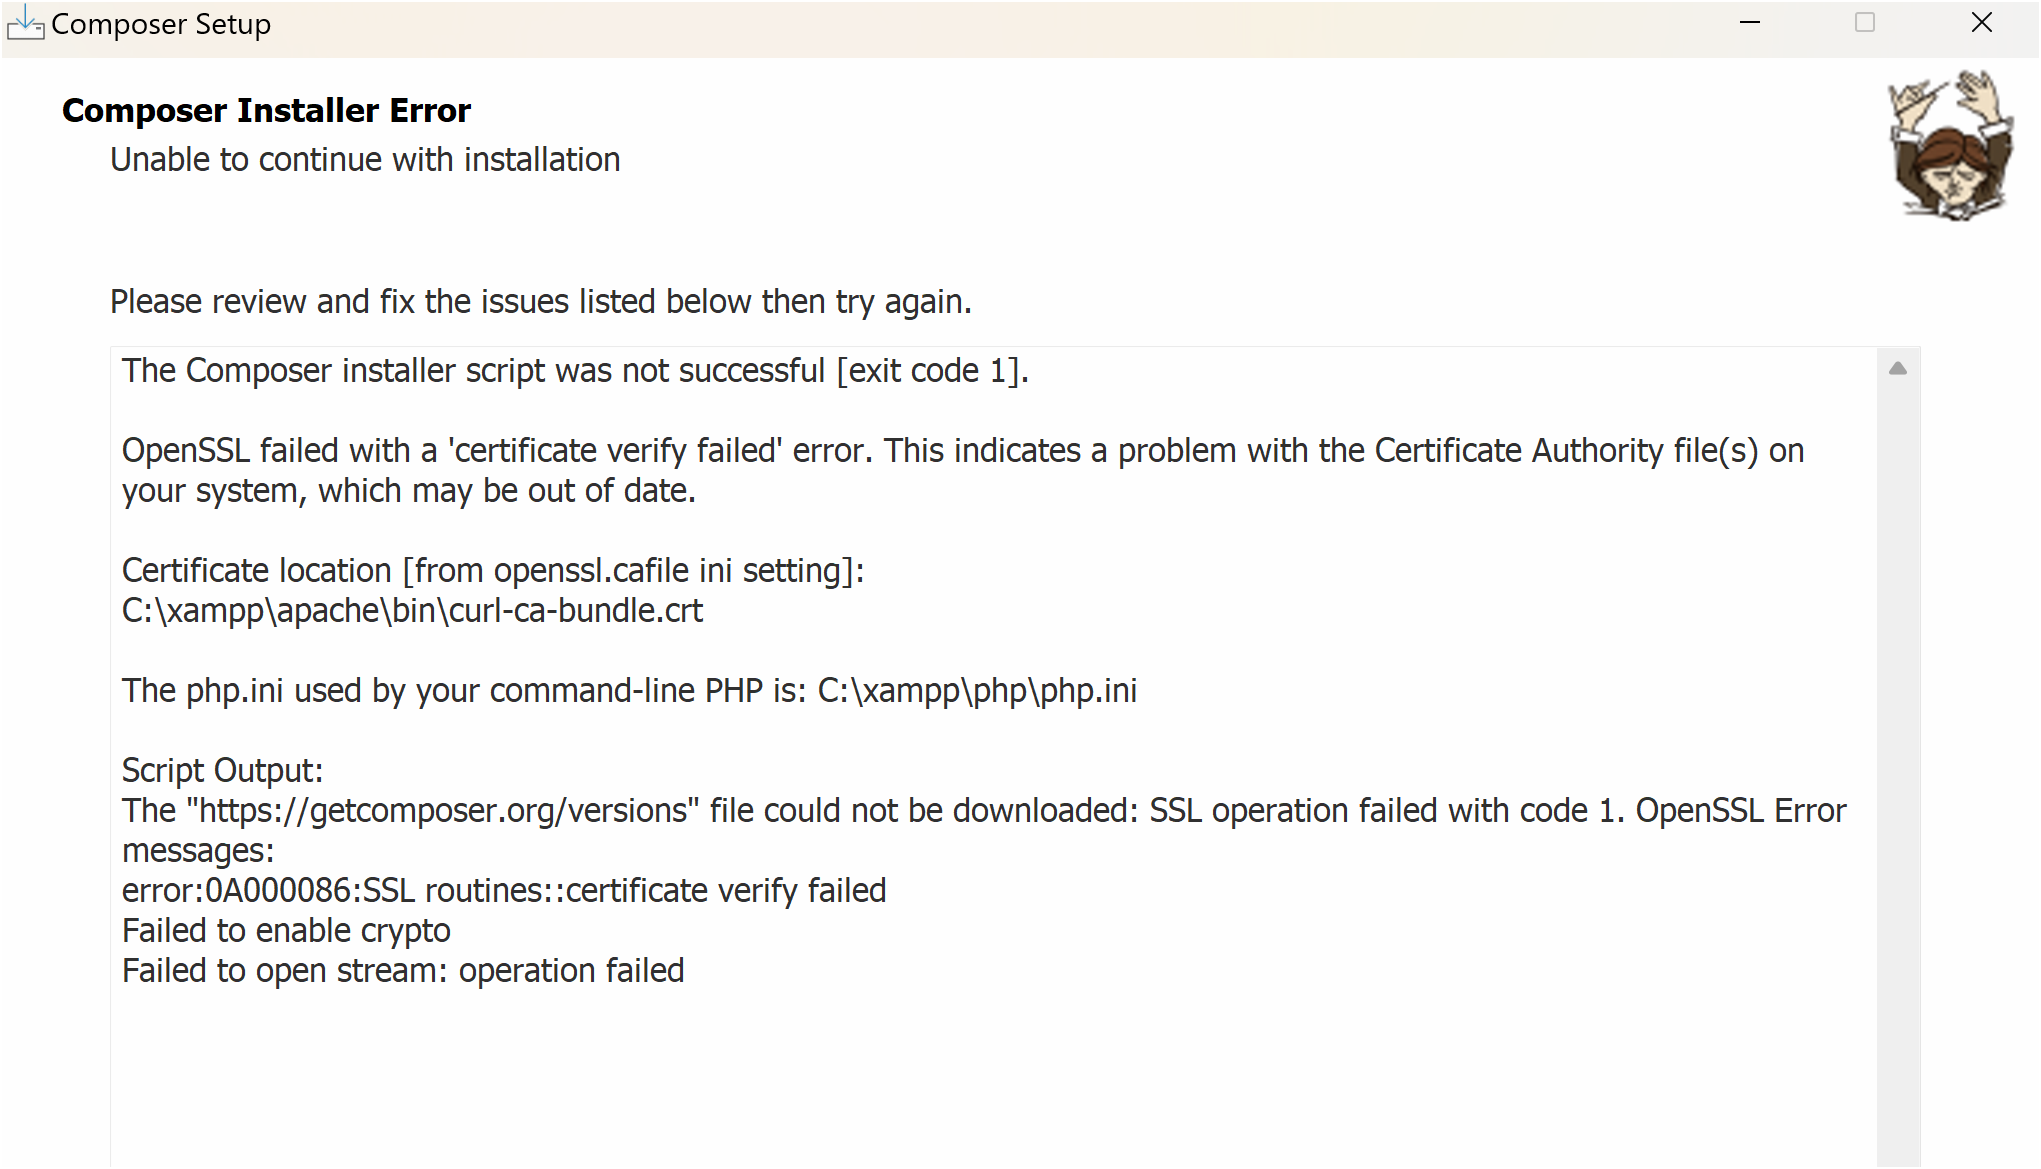 Composer Setup
Composer Installer Error
Unable to continue with installation
Please review and fix the issues listed below then try again.
The Composer installer script was not successful [exit code 1].
OpenSSL failed with a 'certificate verify failed' error. This indicates a problem with the Certificate Authority file(s) on
your system, which may be out of date.
Certificate location [from openssl.cafile ini setting]:
C:\xampp\apache\bin\curl-ca-bundle.crt
The php.ini used by your command-line PHP is: C:\xampp\php\php.ini
Script Output:
The "https://getcomposer.org/versions" file could not be downloaded: SSL operation failed with code 1. OpenSSL Error
messages:
error:0A000086:SSL routines::certificate verify failed
Failed to enable crypto
Failed to open stream: operation failed